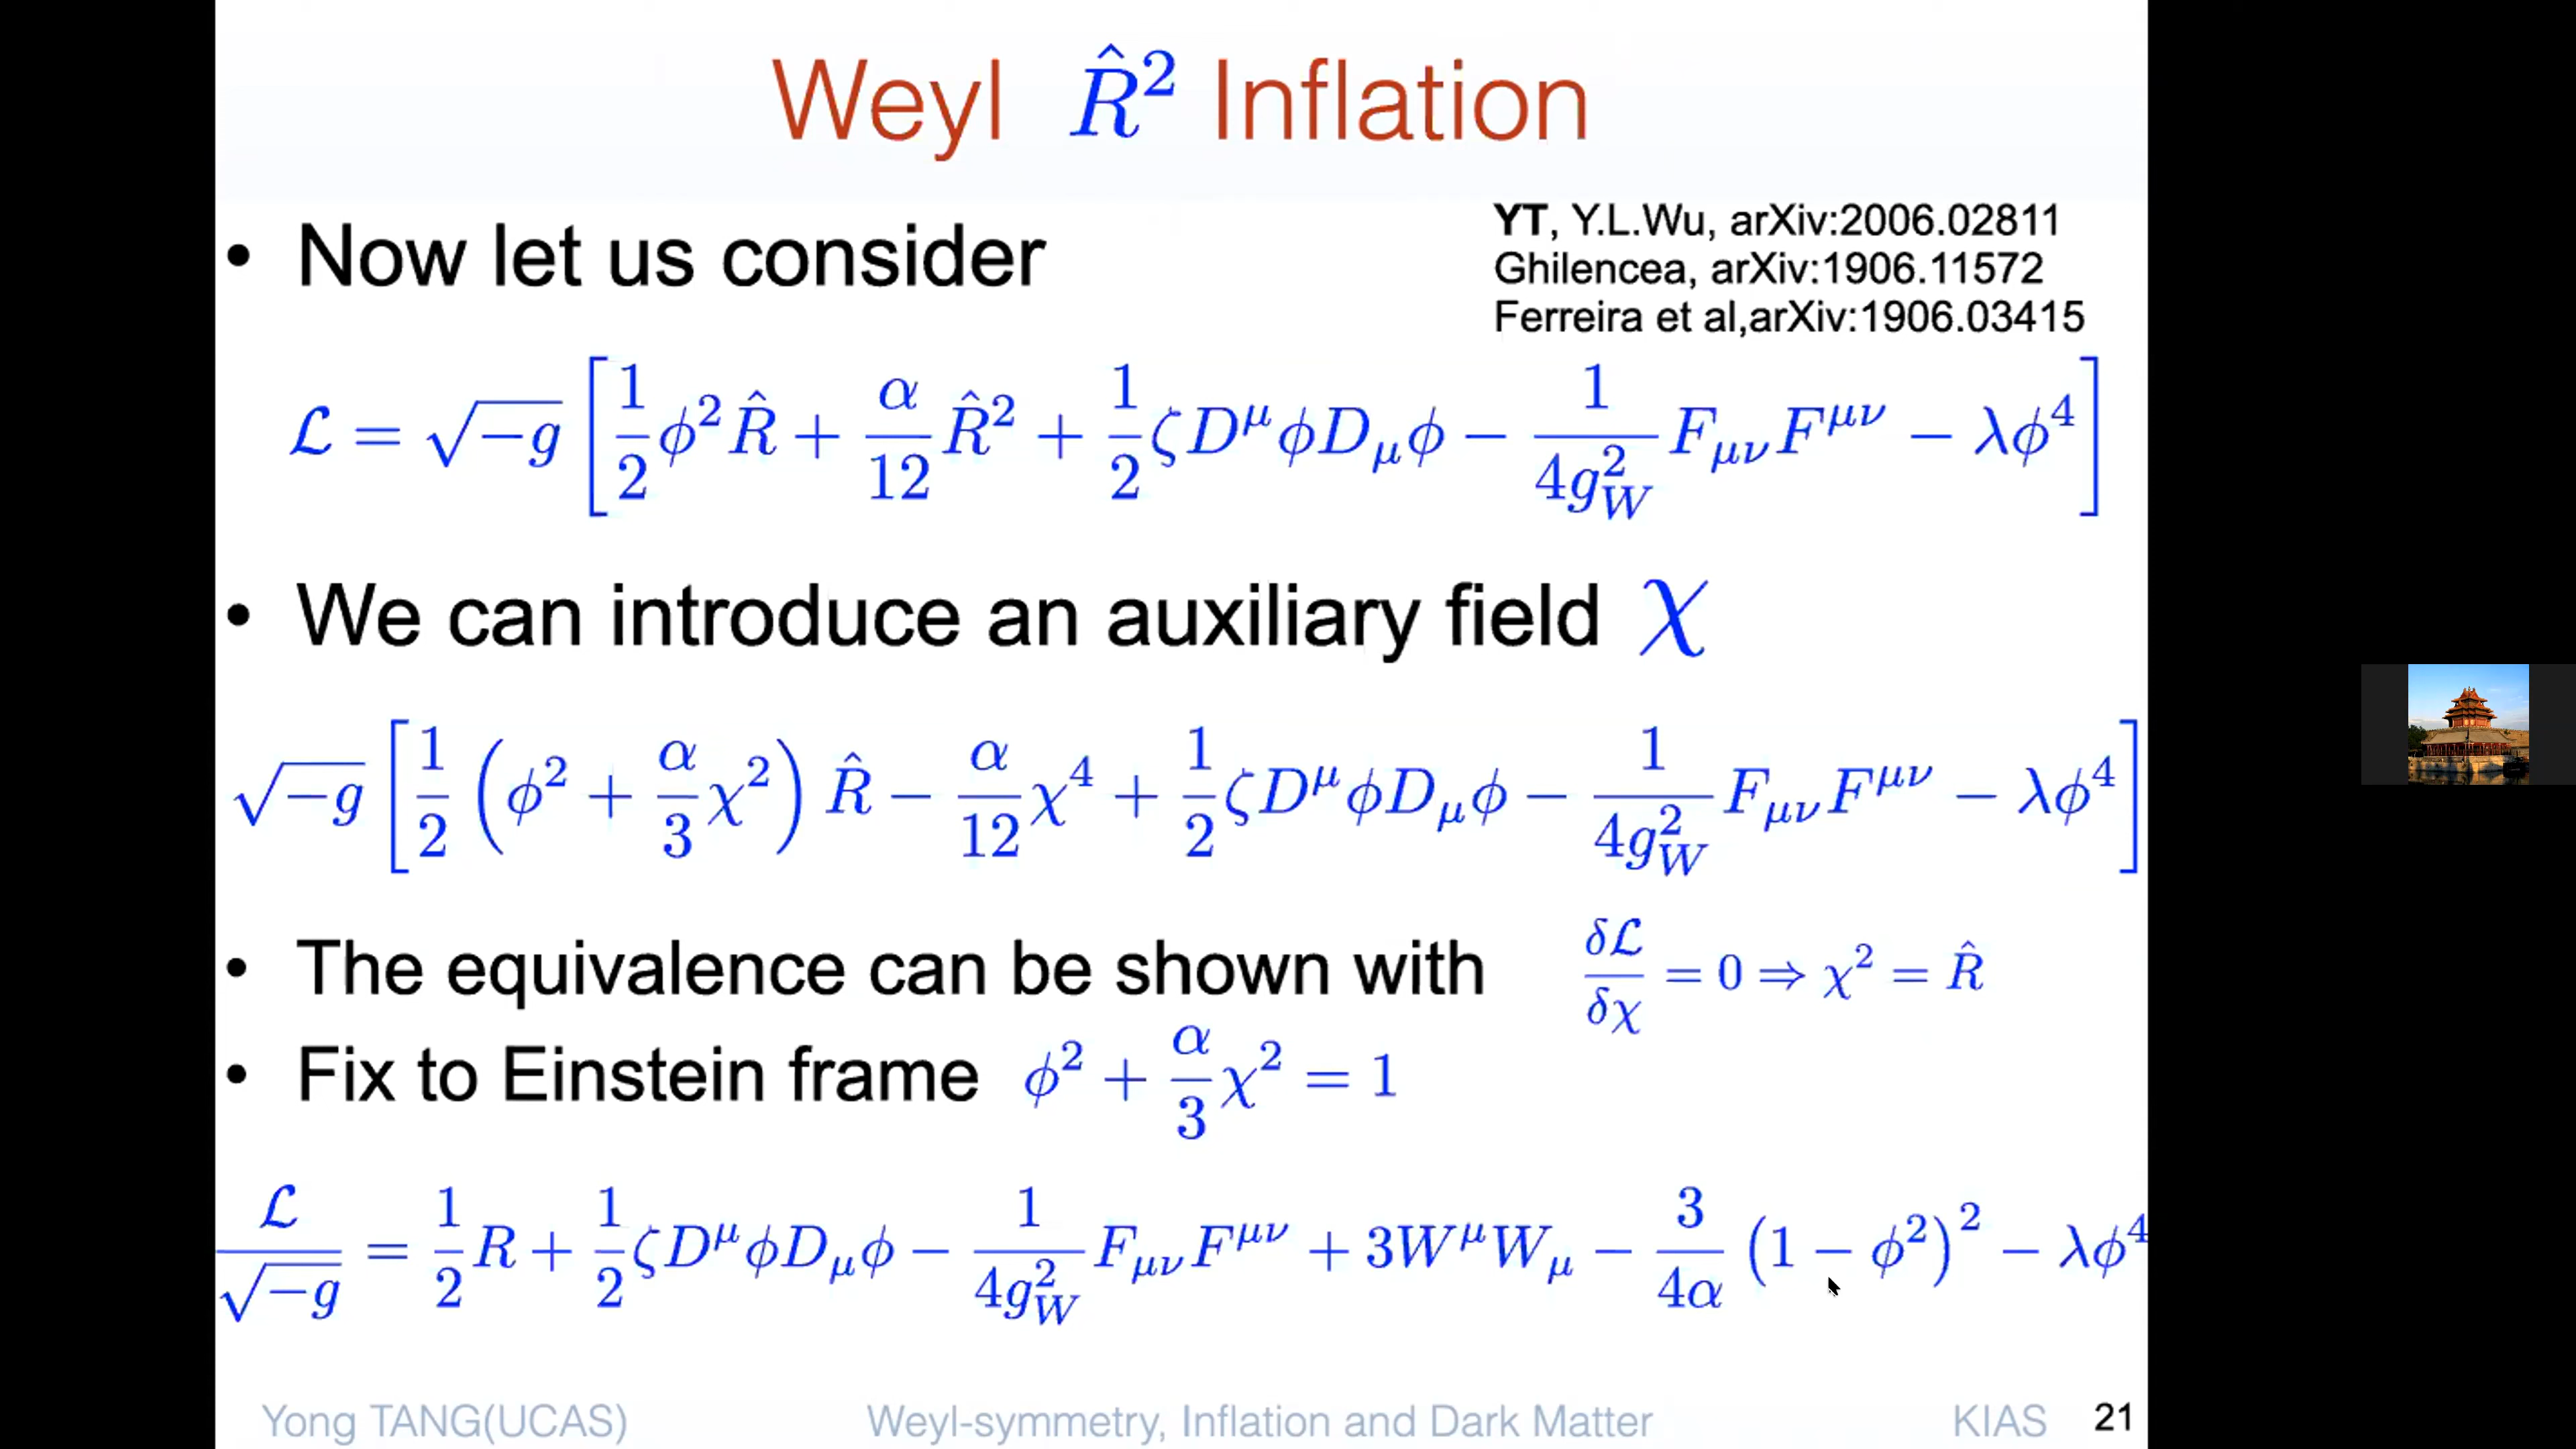 Weyl R̂² Inflation
YT, Y.L.Wu, arXiv:2006.02811
• Now let us consider
Ghilencea, arXiv:1906.11572
Ferreira et al,arXiv:1906.03415
ℒ = √−g [ 1/2 ϕ²R̂ + α/12 R̂² + 1/2 ζD^μϕD_μϕ − 1/(4g_W²) F_μν F^μν − λϕ⁴ ]
• We can introduce an auxiliary field χ
√−g [ 1/2 (ϕ² + α/3 χ²) R̂ − α/12 χ⁴ + 1/2 ζD^μϕD_μϕ − 1/(4g_W²) F_μν F^μν − λϕ⁴ ]
• The equivalence can be shown with δℒ/δχ = 0 ⇒ χ² = R̂
• Fix to Einstein frame ϕ² + α/3 χ² = 1
ℒ/√−g = 1/2 R + 1/2 ζD^μϕD_μϕ − 1/(4g_W²) F_μν F^μν + 3W^μW_μ − 3/(4α) (1 − ϕ²)² − λϕ⁴
Yong TANG(UCAS) Weyl-symmetry, Inflation and Dark Matter KIAS 21